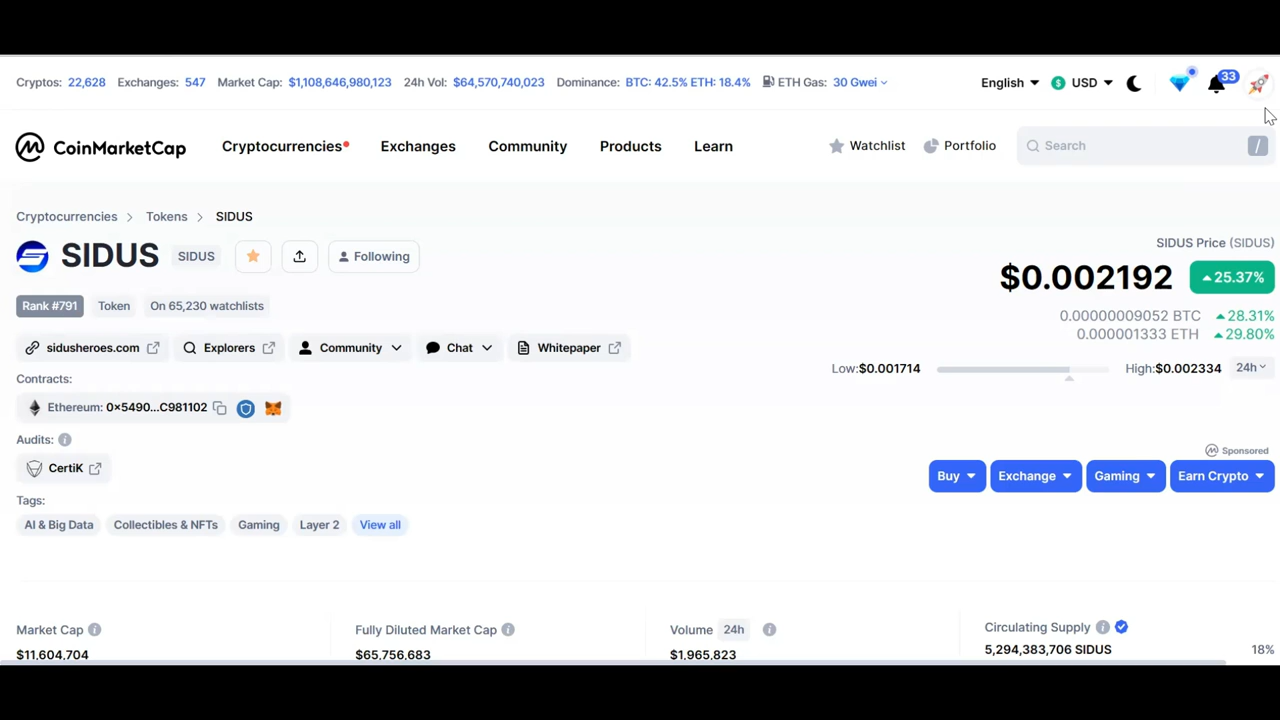 Cryptos: 22,628 Exchanges: 547 Market Cap: $1,108,646,980,123 24h Vol: $64,570,740,023 Dominance: BTC: 42.5% ETH: 18.4% ETH Gas: 30 Gwei English USD 33
CoinMarketCap Cryptocurrencies Exchanges Community Products Learn Watchlist Portfolio Search /
Cryptocurrencies > Tokens > SIDUS
SIDUS SIDUS Following
SIDUS Price (SIDUS)
$0.002192 25.37%
Rank #791 Token On 65,230 watchlists
0.00000009052 BTC 28.31%
0.000001333 ETH 29.80%
sidusheroes.com Explorers Community Chat Whitepaper
Low:$0.001714 High:$0.002334 24h
Contracts:
Ethereum: 0x5490...C981102
Audits:
CertiK
Sponsored
Buy Exchange Gaming Earn Crypto
Tags:
AI & Big Data Collectibles & NFTs Gaming Layer 2 View all
Market Cap Fully Diluted Market Cap Volume 24h Circulating Supply
$11,604,704 $65,756,683 $1,965,823 5,294,383,706 SIDUS 18%